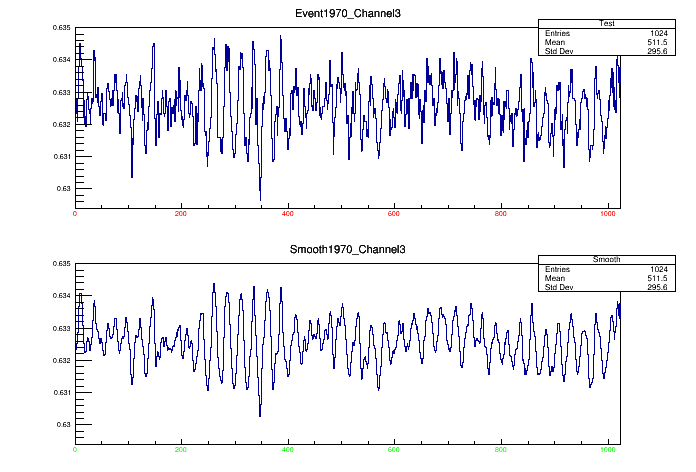 Event1970_Channel3
Test
Entries 1024
Mean 511.5
Std Dev 295.6
0.635
0.634
0.633
0.632
0.631
0.63
0 200 400 600 800 1000
Smooth1970_Channel3
Smooth
Entries 1024
Mean 511.5
Std Dev 295.6
0.635
0.634
0.633
0.632
0.631
0.63
0 200 400 600 800 1000